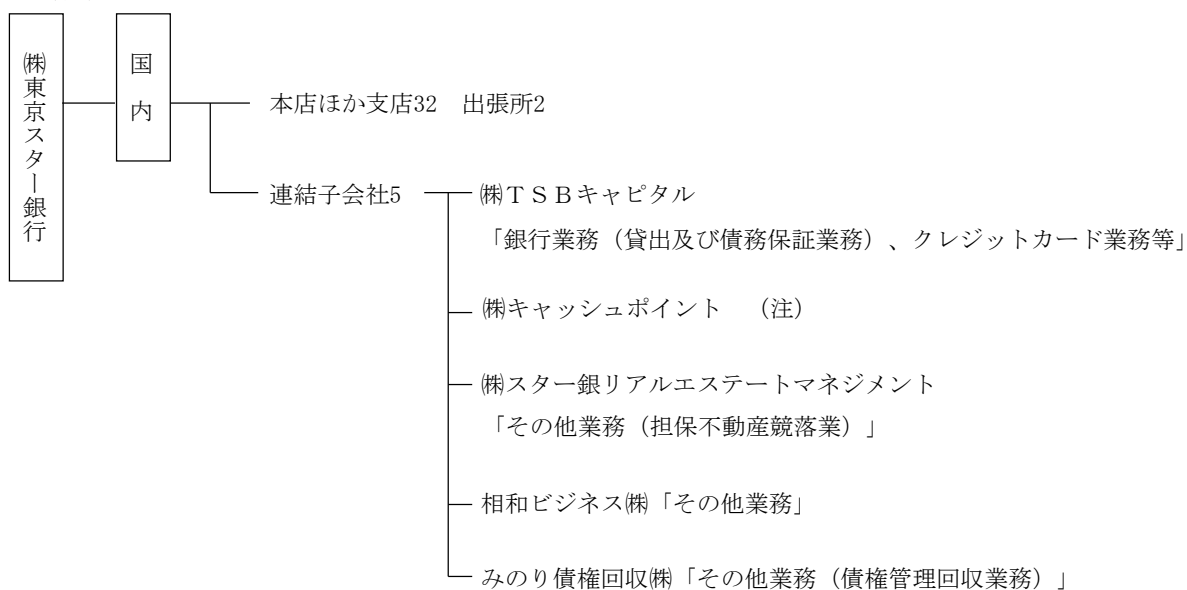 ㈱東京スター銀行
国内
本店ほか支店32　出張所2
連結子会社5
㈱ＴＳＢキャピタル
「銀行業務（貸出及び債務保証業務）、クレジットカード業務等」
㈱キャッシュポイント　（注）
㈱スター銀リアルエステートマネジメント
「その他業務（担保不動産競落業）」
相和ビジネス㈱「その他業務」
みのり債権回収㈱「その他業務（債権管理回収業務）」